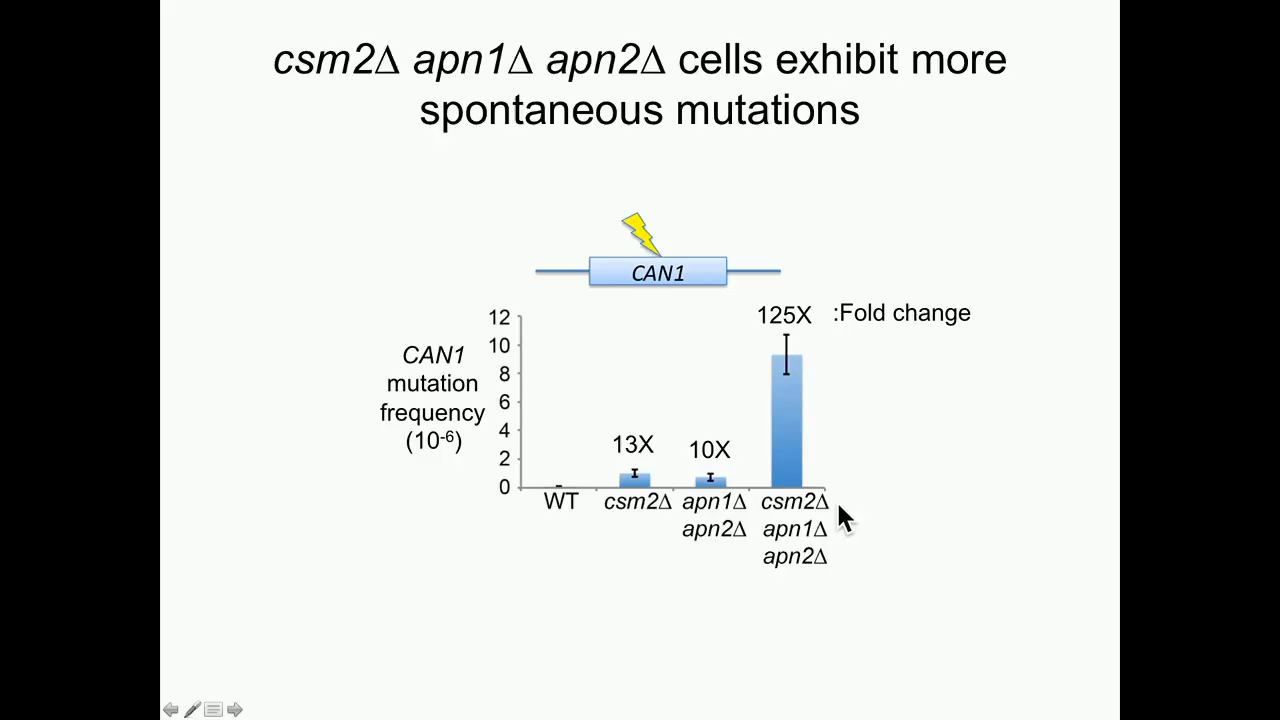 csm2Δ apn1Δ apn2Δ cells exhibit more
spontaneous mutations
CAN1
125X :Fold change
12
10
8
6
4
2
0
CAN1
mutation
frequency
(10-6)
13X
10X
WT
csm2Δ
apn1Δ
apn2Δ
csm2Δ
apn1Δ
apn2Δ